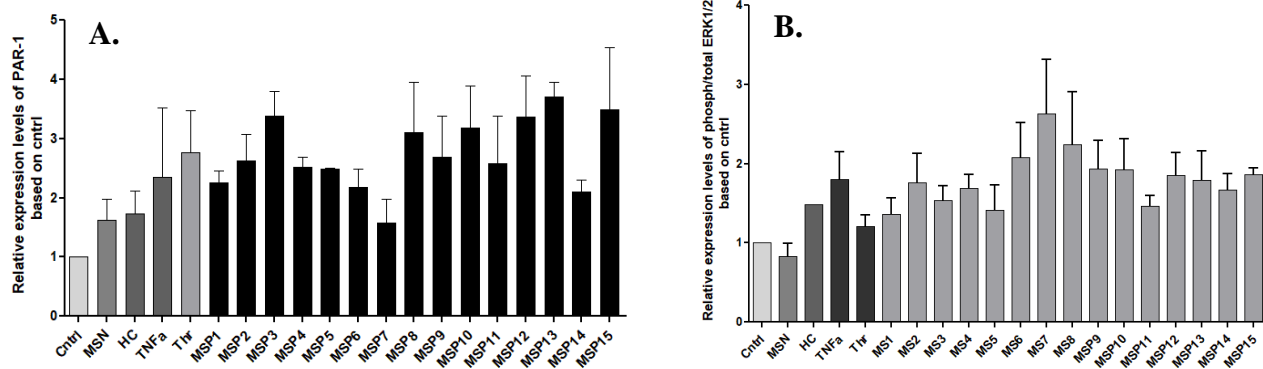 A.
Relative expression levels of PAR-1
based on cntrl
5
4
3
2
1
0
Cntrl
MSN
HC
TNFa
Thr
MSP1
MSP2
MSP3
MSP4
MSP5
MSP6
MSP7
MSP8
MSP9
MSP10
MSP11
MSP12
MSP13
MSP14
MSP15
B.
Relative expression levels of phosph/total ERK1/2
based on cntrl
4
3
2
1
0
Cntrl
MSN
HC
TNFa
Thr
MS1
MS2
MS3
MS4
MS5
MS6
MS7
MS8
MSP9
MSP10
MSP11
MSP12
MSP13
MSP14
MSP15